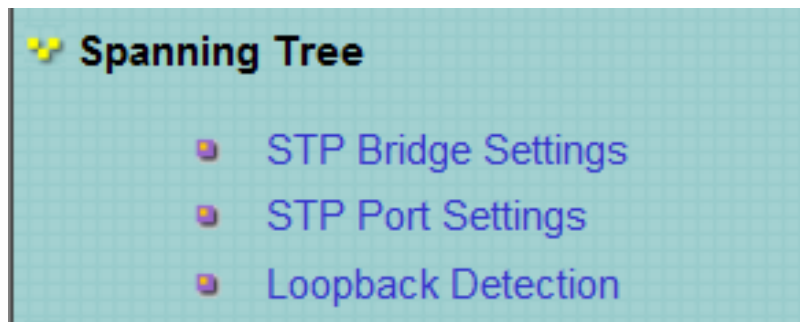 Spanning Tree
STP Bridge Settings
STP Port Settings
Loopback Detection